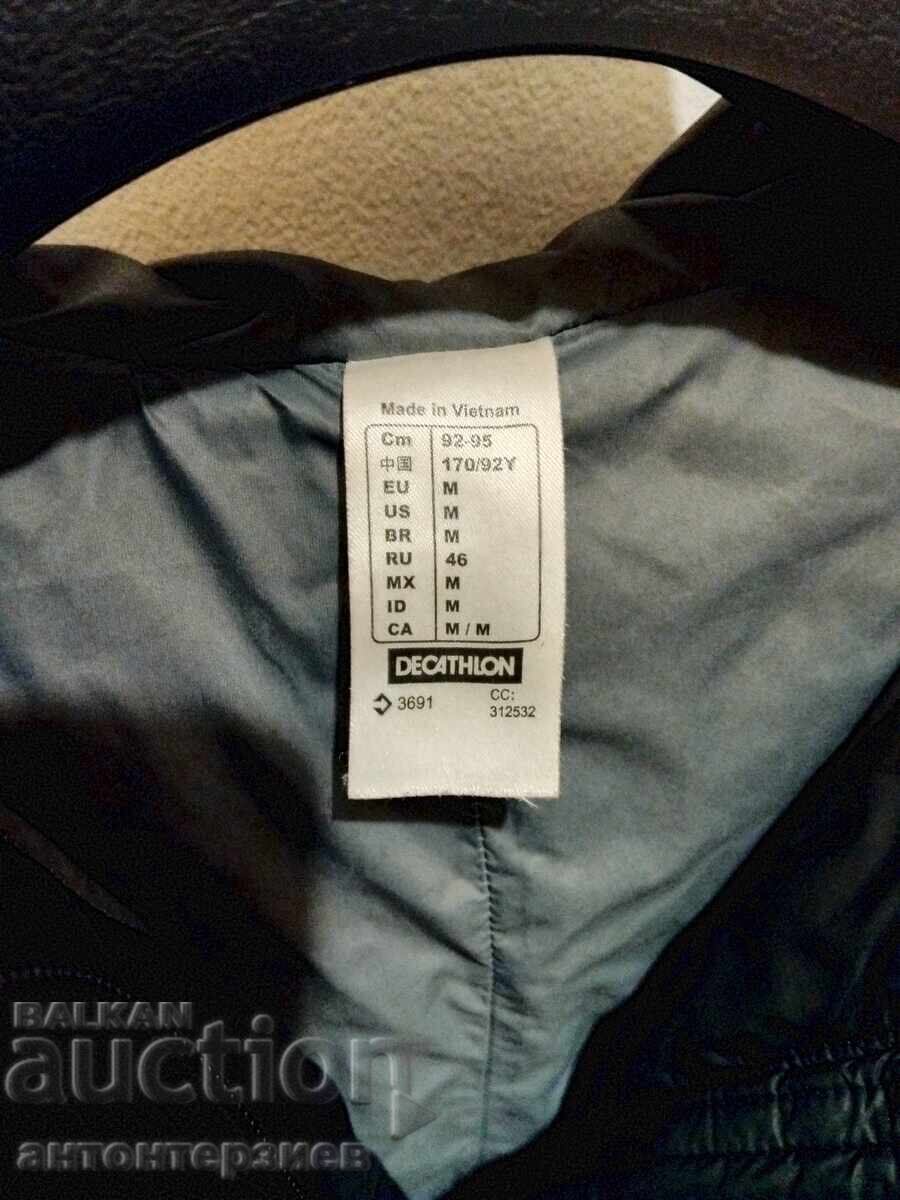 Made in Vietnam
Cm 92-95
中国 170/92Y
EU M
US M
BR M
RU 46
MX M
ID M
CA M / M
DECATHLON
3691 CC: 312532
BALKAN
auction
антонтерзиев